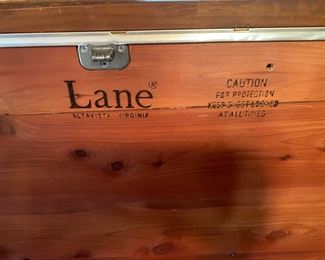 Lane®
ALTAVISTA, VIRGINIA
CAUTION
FOR PROTECTION
KEEP CHEST LOCKED
AT ALL TIMES